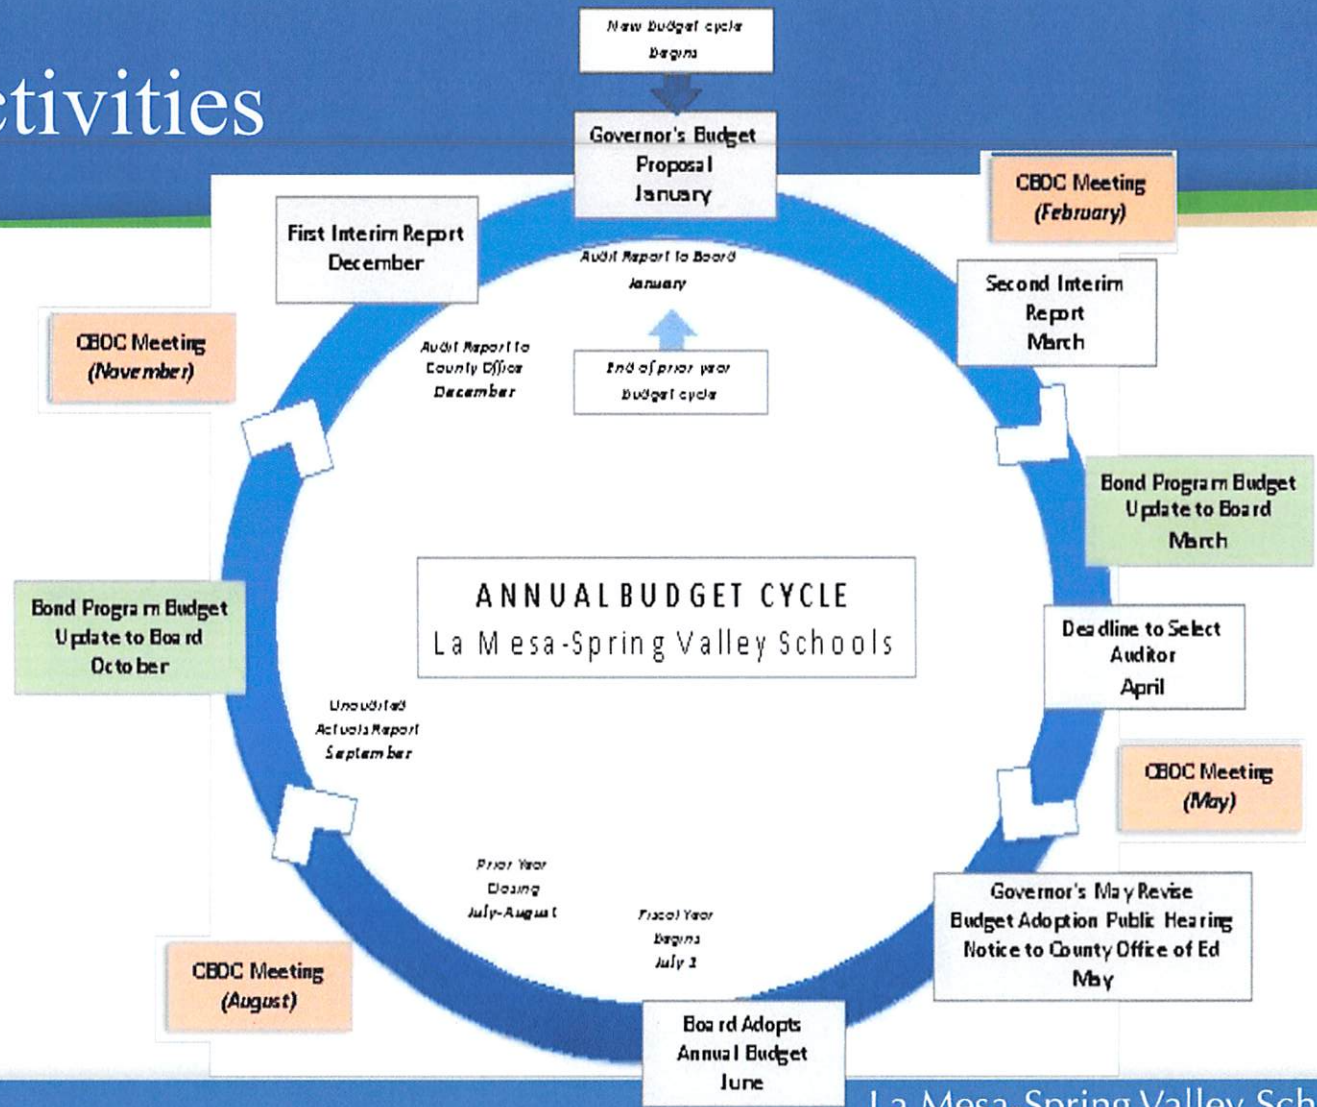 ctivities
New Budget cycle
Begins
Governor's Budget
Proposal
January
CBOC Meeting
(February)
First Interim Report
December
Audit Report to Board
January
Second Interim
Report
March
CBOC Meeting
(November)
Audit Report to
County Office
December
End of prior year
Budget cycle
Bond Program Budget
Update to Board
March
ANNUAL BUDGET CYCLE
La Mesa-Spring Valley Schools
Bond Program Budget
Update to Board
October
Deadline to Select
Auditor
April
Unaudited
Actuals Report
September
CBOC Meeting
(May)
Prior Year
Closing
July-August
Fiscal Year
Begins
July 1
Governor's May Revise
Budget Adoption Public Hearing
Notice to County Office of Ed
May
CBOC Meeting
(August)
Board Adopts
Annual Budget
June
La Mesa-Spring Valley Sch